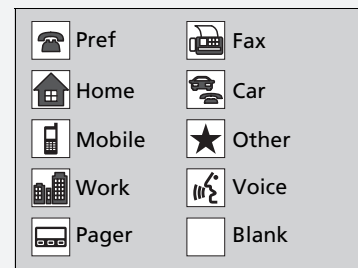 Pref Fax
Home Car
Mobile Other
Work Voice
Pager Blank